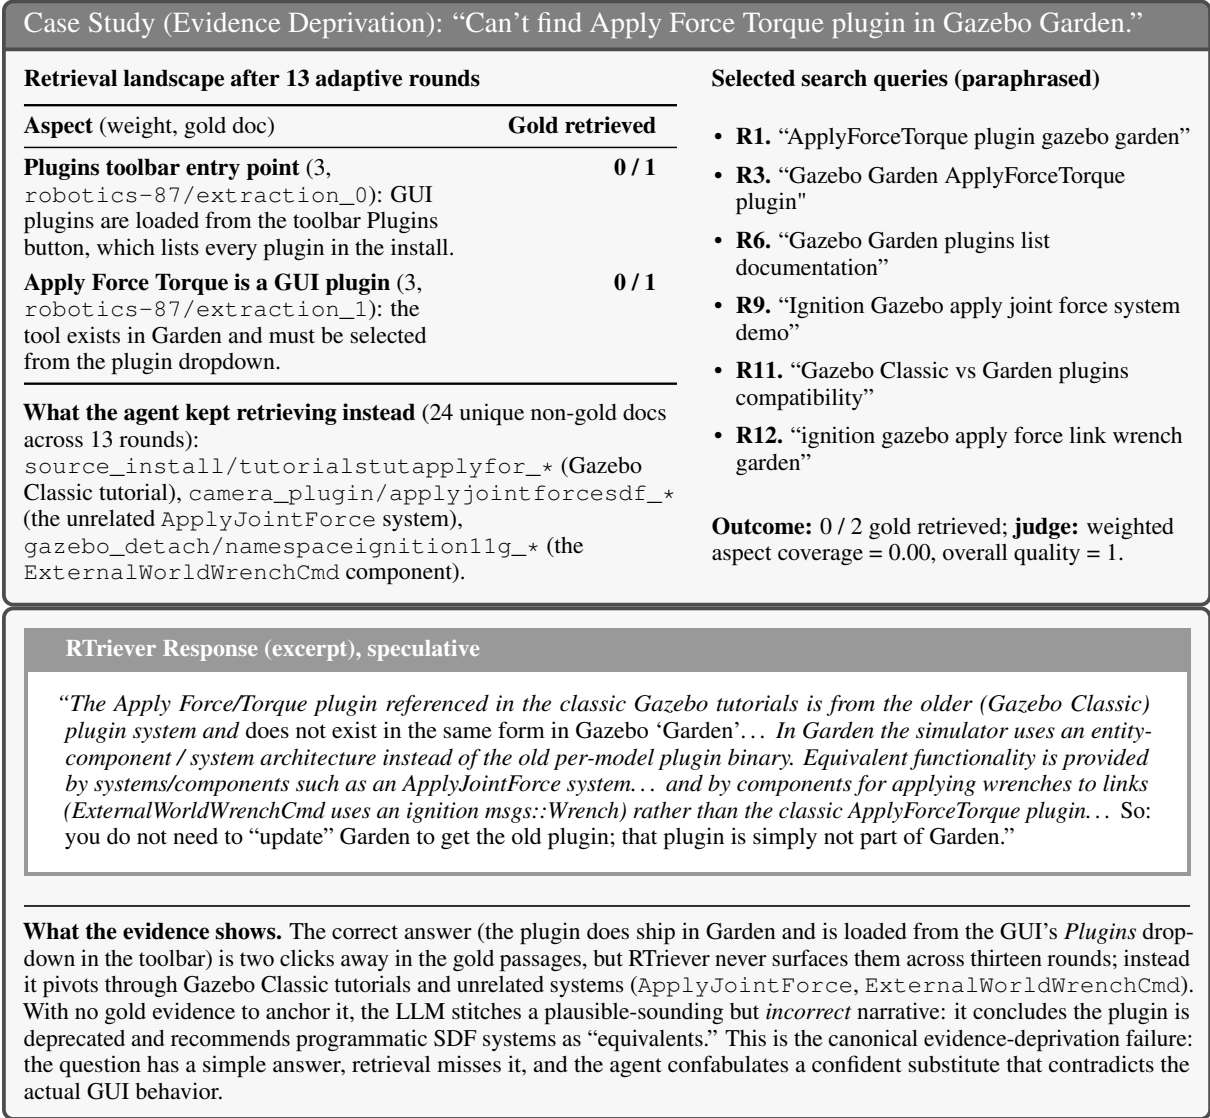 Case Study (Evidence Deprivation): “Can’t find Apply Force Torque plugin in Gazebo Garden.”
Retrieval landscape after 13 adaptive rounds
Aspect (weight, gold doc) Gold retrieved
Plugins toolbar entry point (3, 0 / 1
robotics-87/extraction_0): GUI
plugins are loaded from the toolbar Plugins
button, which lists every plugin in the install.
Apply Force Torque is a GUI plugin (3, 0 / 1
robotics-87/extraction_1): the
tool exists in Garden and must be selected
from the plugin dropdown.
What the agent kept retrieving instead (24 unique non-gold docs
across 13 rounds):
source_install/tutorialstutapplyfor_* (Gazebo
Classic tutorial), camera_plugin/applyjointforcesdf_*
(the unrelated ApplyJointForce system),
gazebo_detach/namespaceignition11g_* (the
ExternalWorldWrenchCmd component).
Selected search queries (paraphrased)
• R1. “ApplyForceTorque plugin gazebo garden”
• R3. “Gazebo Garden ApplyForceTorque
plugin"
• R6. “Gazebo Garden plugins list
documentation”
• R9. “Ignition Gazebo apply joint force system
demo”
• R11. “Gazebo Classic vs Garden plugins
compatibility”
• R12. “ignition gazebo apply force link wrench
garden”
Outcome: 0 / 2 gold retrieved; judge: weighted
aspect coverage = 0.00, overall quality = 1.
RTriever Response (excerpt), speculative
“The Apply Force/Torque plugin referenced in the classic Gazebo tutorials is from the older (Gazebo Classic)
plugin system and does not exist in the same form in Gazebo ‘Garden’... In Garden the simulator uses an entity-
component / system architecture instead of the old per-model plugin binary. Equivalent functionality is provided
by systems/components such as an ApplyJointForce system... and by components for applying wrenches to links
(ExternalWorldWrenchCmd uses an ignition msgs::Wrench) rather than the classic ApplyForceTorque plugin... So:
you do not need to “update” Garden to get the old plugin; that plugin is simply not part of Garden.”
What the evidence shows. The correct answer (the plugin does ship in Garden and is loaded from the GUI’s Plugins drop-
down in the toolbar) is two clicks away in the gold passages, but RTriever never surfaces them across thirteen rounds; instead
it pivots through Gazebo Classic tutorials and unrelated systems (ApplyJointForce, ExternalWorldWrenchCmd).
With no gold evidence to anchor it, the LLM stitches a plausible-sounding but incorrect narrative: it concludes the plugin is
deprecated and recommends programmatic SDF systems as “equivalents.” This is the canonical evidence-deprivation failure:
the question has a simple answer, retrieval misses it, and the agent confabulates a confident substitute that contradicts the
actual GUI behavior.